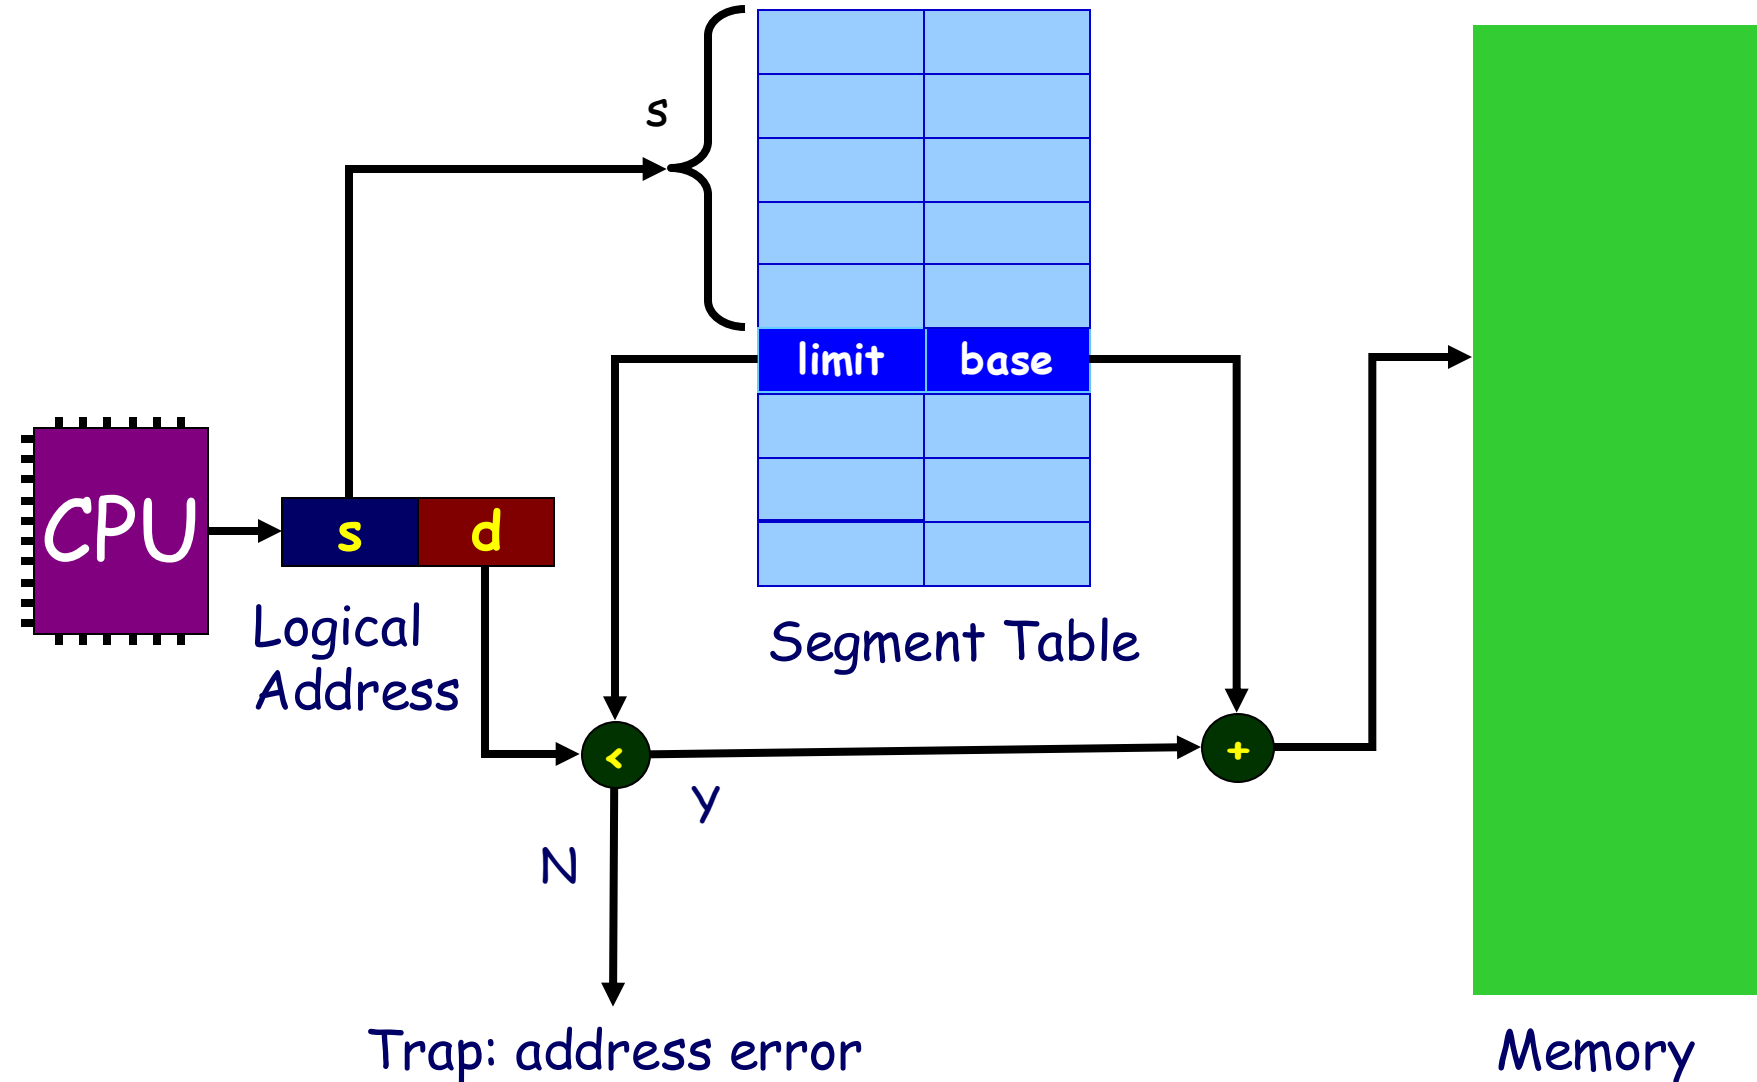 s
limit base
CPU
s d
Logical
Address
Segment Table
<
+
Y
N
Trap: address error
Memory